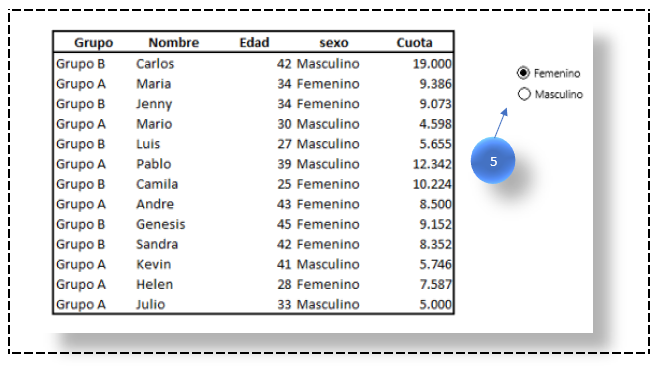 Grupo Nombre Edad sexo Cuota
Grupo B Carlos 42 Masculino 19.000
Grupo A Maria 34 Femenino 9.386
Grupo B Jenny 34 Femenino 9.073
Grupo A Mario 30 Masculino 4.598
Grupo B Luis 27 Masculino 5.655
Grupo A Pablo 39 Masculino 12.342
Grupo B Camila 25 Femenino 10.224
Grupo A Andre 43 Femenino 8.500
Grupo B Genesis 45 Femenino 9.152
Grupo B Sandra 42 Femenino 8.352
Grupo A Kevin 41 Masculino 5.746
Grupo A Helen 28 Femenino 7.587
Grupo A Julio 33 Masculino 5.000
Femenino
Masculino
5